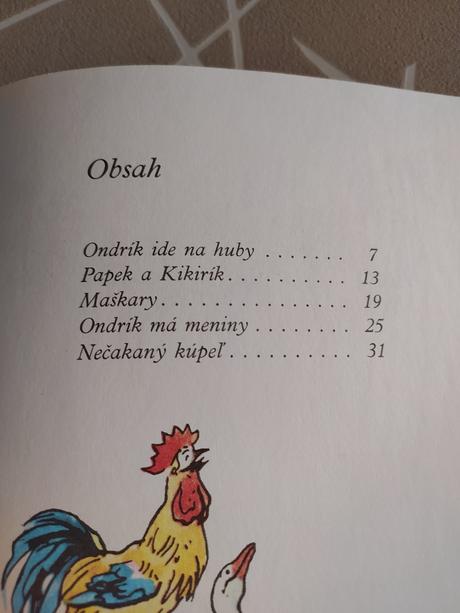 Obsah
Ondrík ide na huby ....... 7
Papek a Kikirík.......... 13
Maškary............... 19
Ondrík má meniny ........ 25
Nečakaný kúpeľ.......... 31